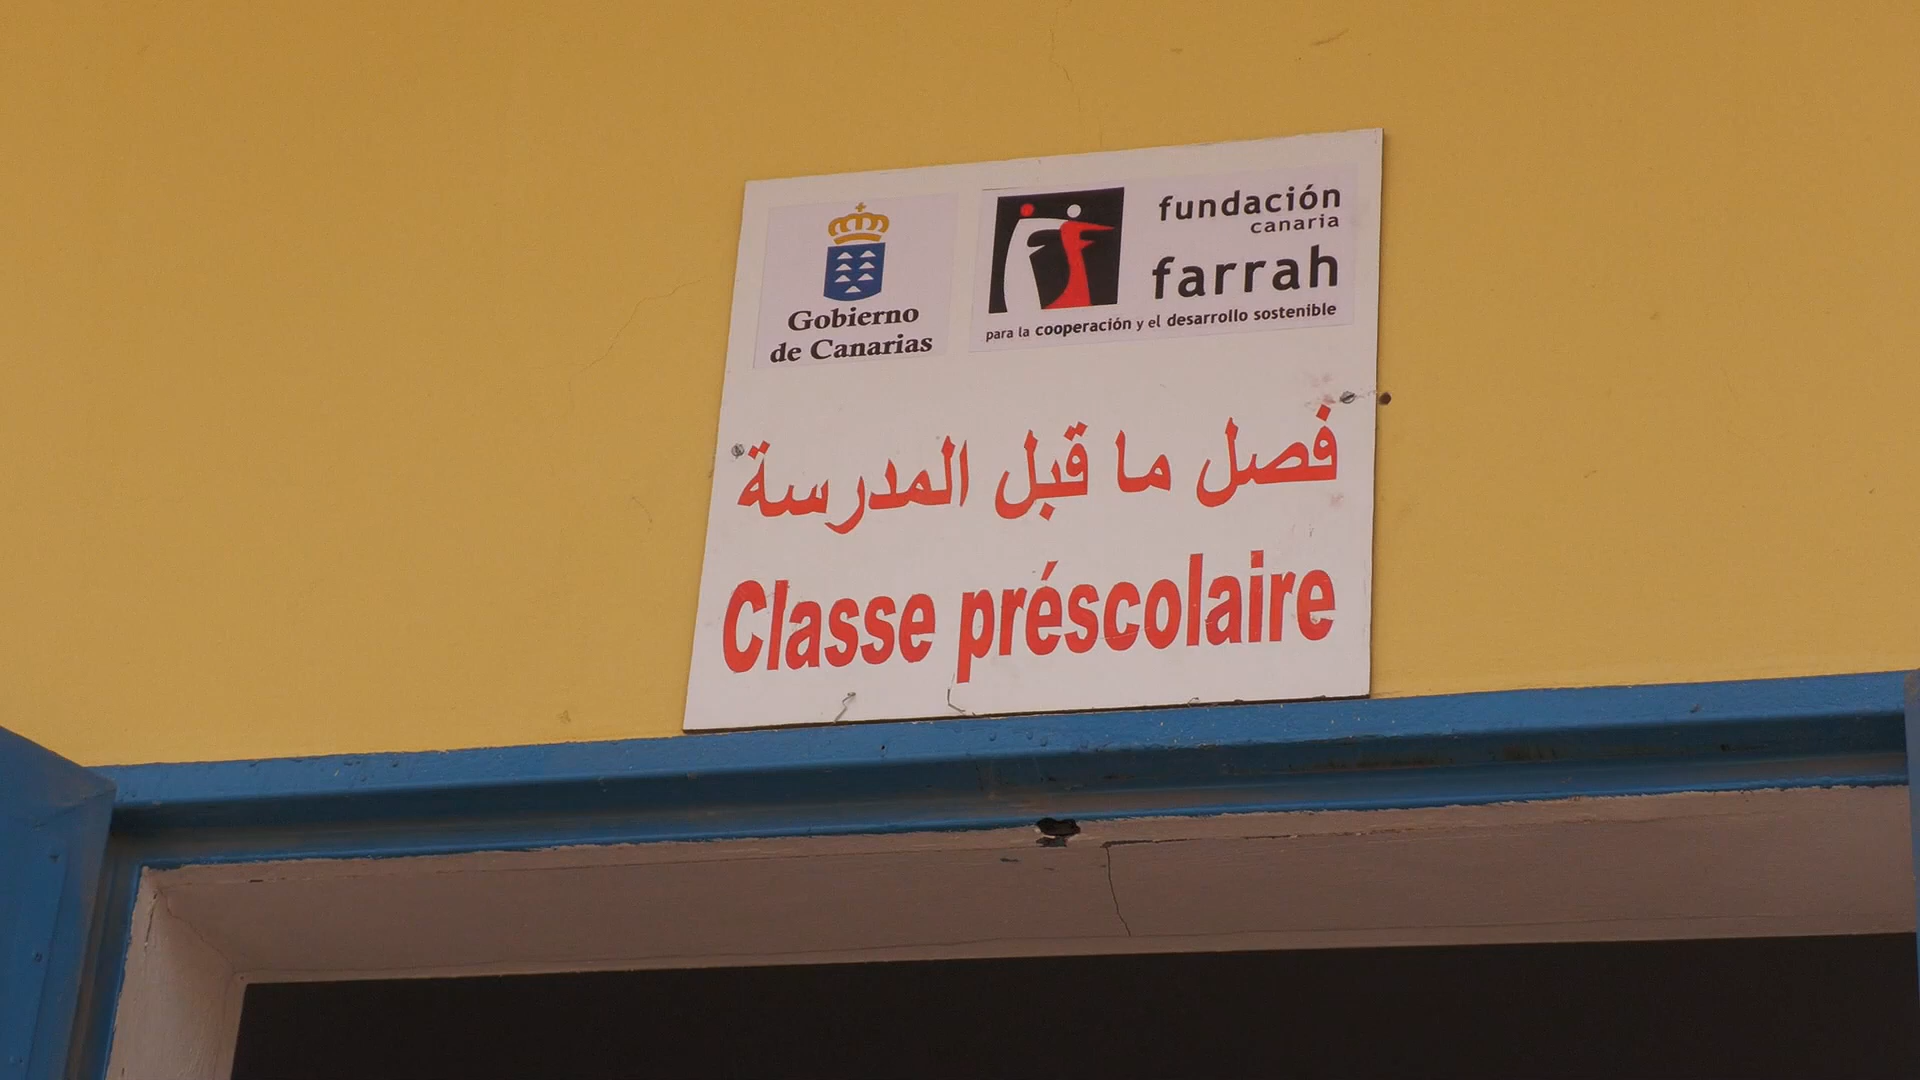 Gobierno
de Canarias
fundación
canaria
farrah
para la cooperación y el desarrollo sostenible
فصل ما قبل المدرسة
Classe préscolaire